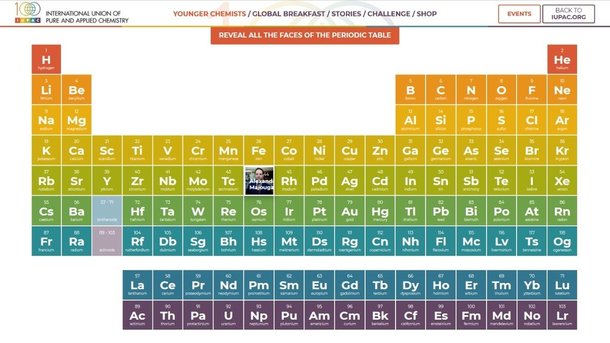 100
IUPAC
INTERNATIONAL UNION OF
PURE AND APPLIED CHEMISTRY
YOUNGER CHEMISTS / GLOBAL BREAKFAST / STORIES / CHALLENGE / SHOP
EVENTS
BACK TO
IUPAC.ORG
REVEAL ALL THE FACES OF THE PERIODIC TABLE
1 2
H He
hydrogen helium
3 4 5 6 7 8 9 10
Li Be B C N O F Ne
lithium beryllium boron carbon nitrogen oxygen fluorine neon
11 12 13 14 15 16 17 18
Na Mg Al Si P S Cl Ar
sodium magnesium aluminium silicon phosphorus sulfur chlorine argon
19 20 21 22 23 24 25 26 27 28 29 30 31 32 33 34 35 36
K Ca Sc Ti V Cr Mn Fe Co Ni Cu Zn Ga Ge As Se Br Kr
potassium calcium scandium titanium vanadium chromium manganese iron cobalt nickel copper zinc gallium germanium arsenic selenium bromine krypton
37 38 39 40 41 42 43 44 45 46 47 48 49 50 51 52 53 54
Rb Sr Y Zr Nb Mo Tc Alexand Majouga Rh Pd Ag Cd In Sn Sb Te I Xe
rubidium strontium yttrium zirconium niobium molybdenum technetium rhodium palladium silver cadmium indium tin antimony tellurium iodine xenon
55 56 57 - 71 72 73 74 75 76 77 78 79 80 81 82 83 84 85 86
Cs Ba Hf Ta W Re Os Ir Pt Au Hg Tl Pb Bi Po At Rn
caesium barium lanthanoids hafnium tantalum tungsten rhenium osmium iridium platinum gold mercury thallium lead bismuth polonium astatine radon
87 88 89 - 103 104 105 106 107 108 109 110 111 112 113 114 115 116 117 118
Fr Ra Rf Db Sg Bh Hs Mt Ds Rg Cn Nh Fl Mc Lv Ts Og
francium radium actinoids rutherfordium dubnium seaborgium bohrium hassium meitnerium darmstadtium roentgenium copernicium nihonium flerovium moscovium livermorium tennessine oganesson
57 58 59 60 61 62 63 64 65 66 67 68 69 70 71
La Ce Pr Nd Pm Sm Eu Gd Tb Dy Ho Er Tm Yb Lu
lanthanum cerium praseodymium neodymium promethium samarium europium gadolinium terbium dysprosium holmium erbium thulium ytterbium lutetium
89 90 91 92 93 94 95 96 97 98 99 100 101 102 103
Ac Th Pa U Np Pu Am Cm Bk Cf Es Fm Md No Lr
actinium thorium protactinium uranium neptunium plutonium americium curium berkelium californium einsteinium fermium mendelevium nobelium lawrencium